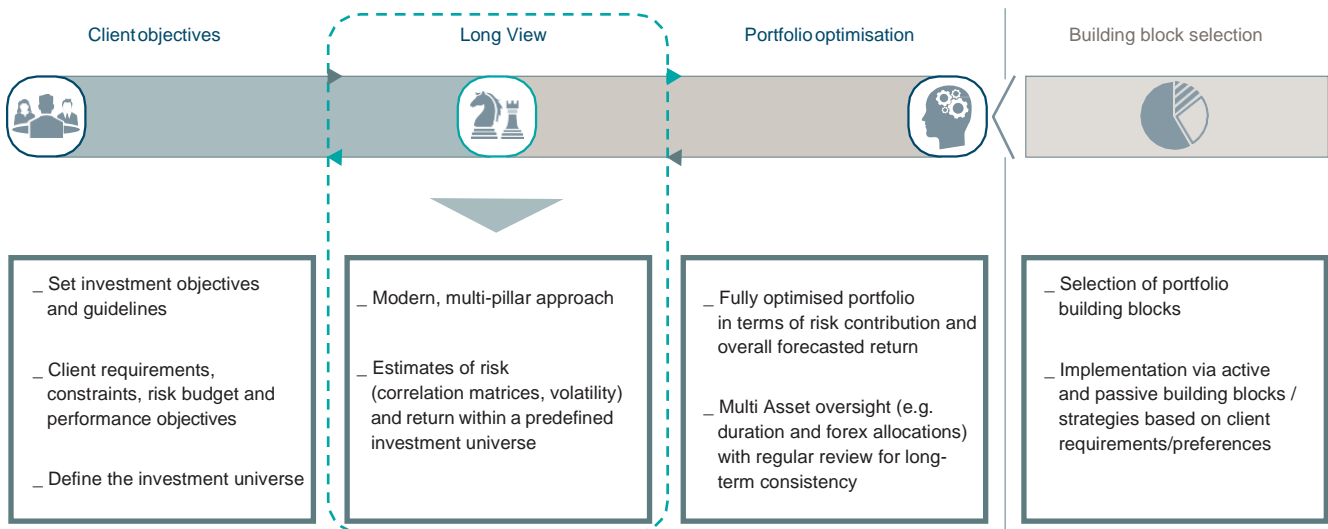 Client objectives
Long View
Portfolio optimisation
Building block selection
_ Set investment objectives
and guidelines
_ Client requirements,
constraints, risk budget and
performance objectives
_ Define the investment universe
_ Modern, multi-pillar approach
_ Estimates of risk
(correlation matrices, volatility)
and return within a predefined
investment universe
_ Fully optimised portfolio
in terms of risk contribution and
overall forecasted return
_ Multi Asset oversight (e.g.
duration and forex allocations)
with regular review for long-
term consistency
_ Selection of portfolio
building blocks
_ Implementation via active
and passive building blocks /
strategies based on client
requirements/preferences